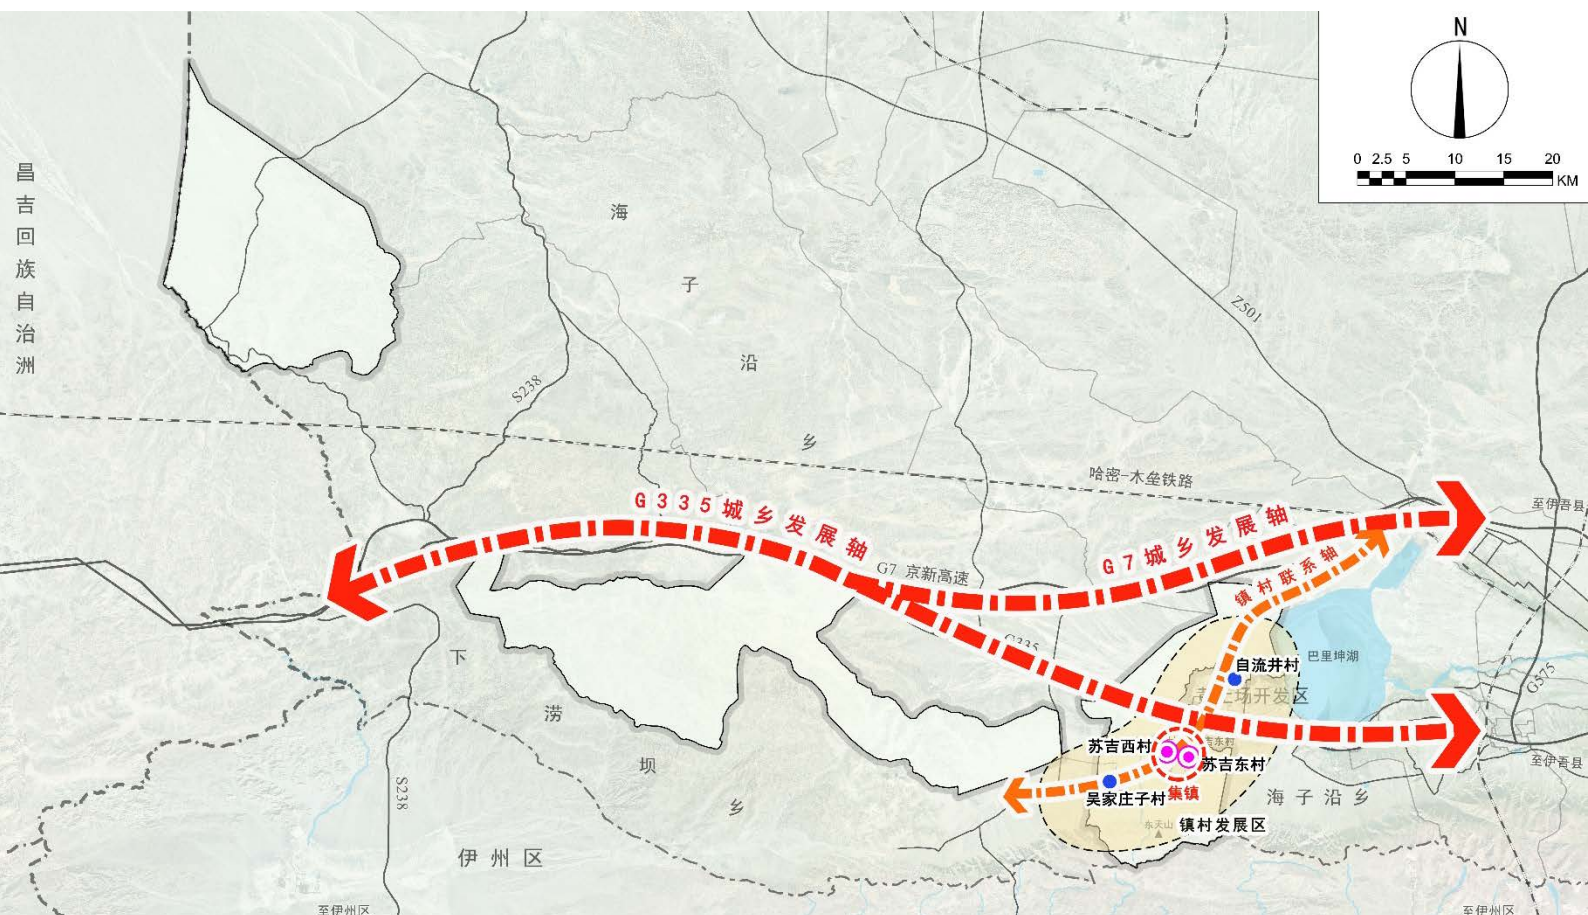 N
0 2.5 5 10 15 20
KM
昌吉回族自治洲
海子沿乡
Z501
S238
哈密-木垒铁路
至伊吾县
G335城乡发展轴
G7城乡发展轴
G7 京新高速
镇村联系轴
G335
巴里坤湖
自流井村
开发区
G575
下涝坝乡
苏吉西村
吉东村
苏吉东村
至伊吾县
S238
吴家庄子村
集镇
海子沿乡
东天山
镇村发展区
伊州区
至伊州区
至伊州区